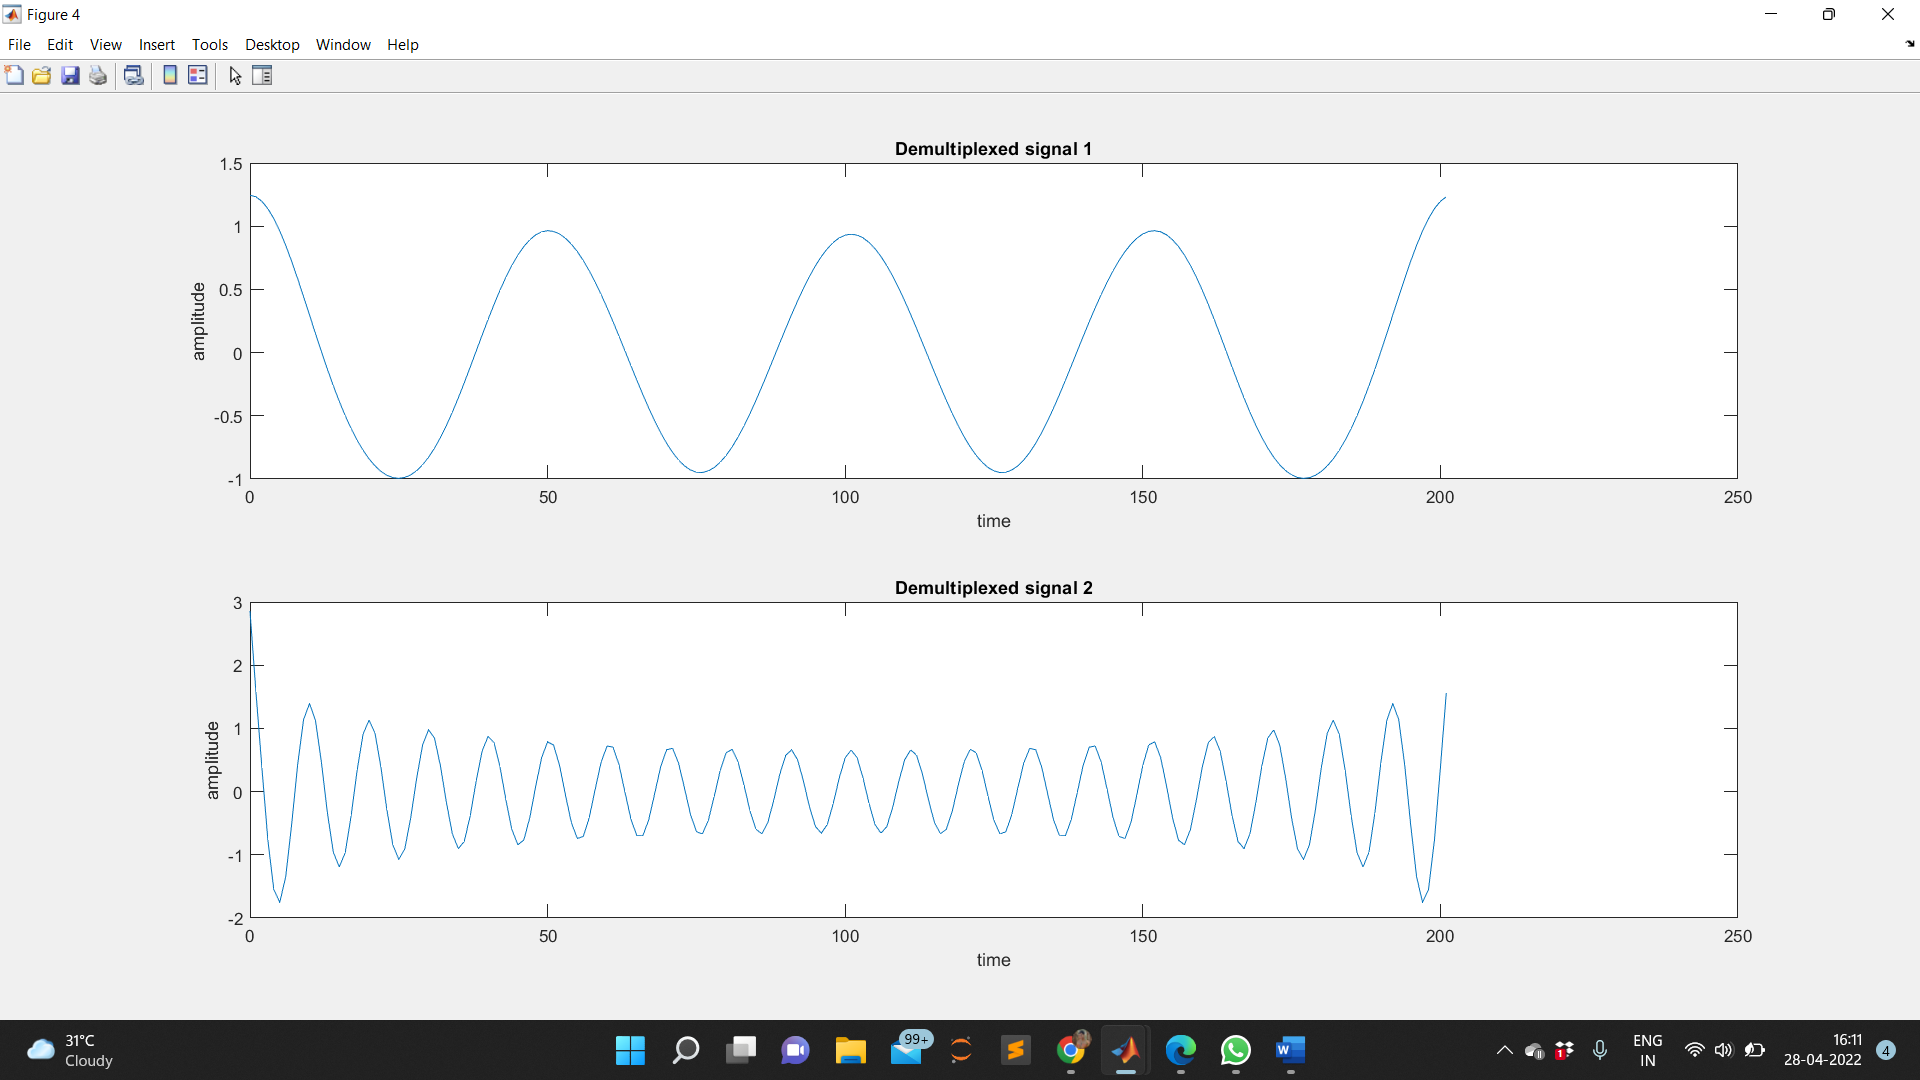 Figure 4
File Edit View Insert Tools Desktop Window Help
Demultiplexed signal 1
1.5
1
0.5
0
-0.5
-1
amplitude
0 50 100 150 200 250
time
Demultiplexed signal 2
3
2
1
0
-1
-2
amplitude
0 50 100 150 200 250
time
31°C
Cloudy
99+
W
1
ENG
IN
16:11
28-04-2022
4